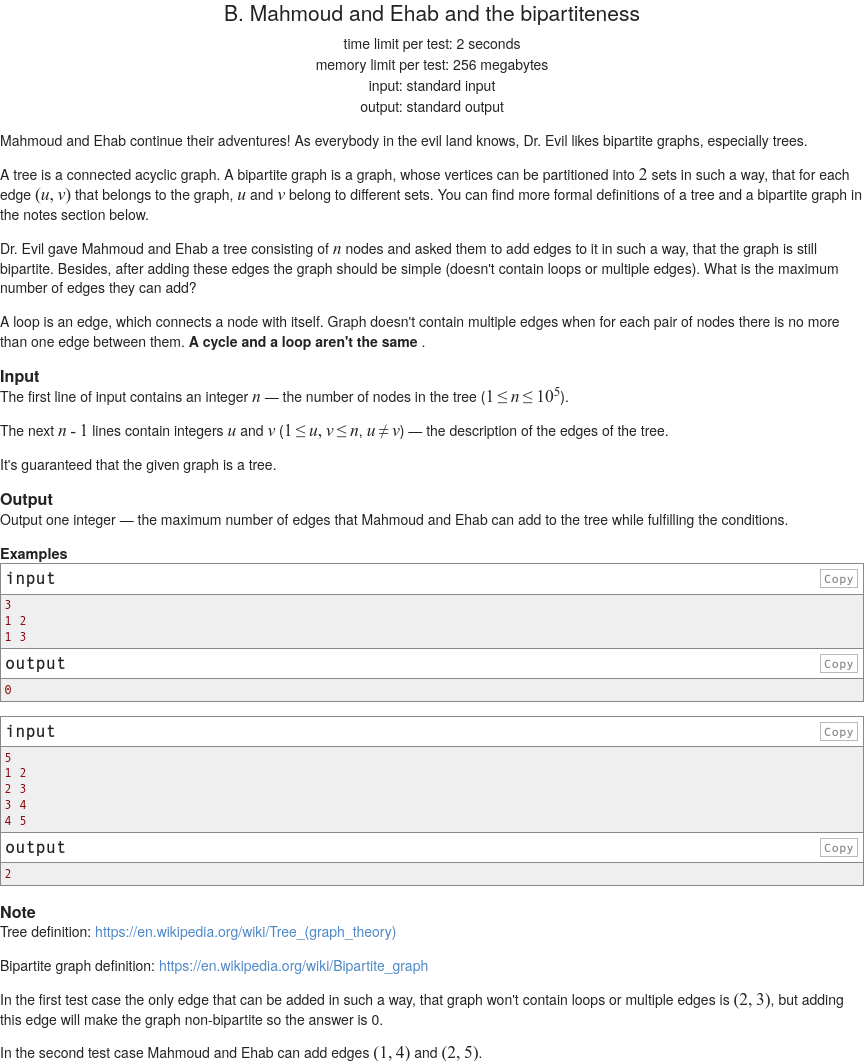 B. Mahmoud and Ehab and the bipartiteness
time limit per test: 2 seconds
memory limit per test: 256 megabytes
input: standard input
output: standard output
Mahmoud and Ehab continue their adventures! As everybody in the evil land knows, Dr. Evil likes bipartite graphs, especially trees.
A tree is a connected acyclic graph. A bipartite graph is a graph, whose vertices can be partitioned into 2 sets in such a way, that for each
edge (u, v) that belongs to the graph, u and v belong to different sets. You can find more formal definitions of a tree and a bipartite graph in
the notes section below.
Dr. Evil gave Mahmoud and Ehab a tree consisting of n nodes and asked them to add edges to it in such a way, that the graph is still
bipartite. Besides, after adding these edges the graph should be simple (doesn't contain loops or multiple edges). What is the maximum
number of edges they can add?
A loop is an edge, which connects a node with itself. Graph doesn't contain multiple edges when for each pair of nodes there is no more
than one edge between them. A cycle and a loop aren't the same .
Input
The first line of input contains an integer n — the number of nodes in the tree (1 ≤ n ≤ 10⁵).
The next n - 1 lines contain integers u and v (1 ≤ u, v ≤ n, u ≠ v) — the description of the edges of the tree.
It's guaranteed that the given graph is a tree.
Output
Output one integer — the maximum number of edges that Mahmoud and Ehab can add to the tree while fulfilling the conditions.
Examples
input Copy
3
1 2
1 3
output Copy
0
input Copy
5
1 2
2 3
3 4
4 5
output Copy
2
Note
Tree definition: https://en.wikipedia.org/wiki/Tree_(graph_theory)
Bipartite graph definition: https://en.wikipedia.org/wiki/Bipartite_graph
In the first test case the only edge that can be added in such a way, that graph won't contain loops or multiple edges is (2, 3), but adding
this edge will make the graph non-bipartite so the answer is 0.
In the second test case Mahmoud and Ehab can add edges (1, 4) and (2, 5).